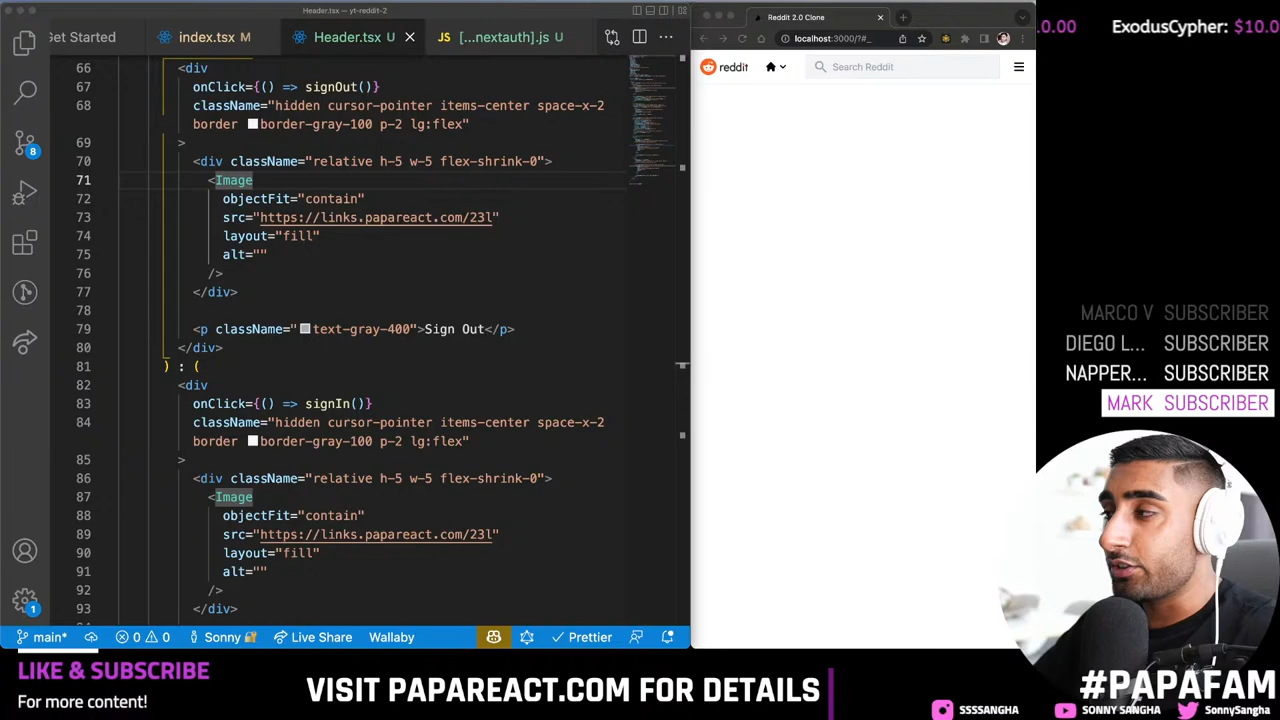 Header.tsx — yt-reddit-2
Get Started
index.tsx M
Header.tsx U
JS [...nextauth].js U
66 <div
67 onClick={() => signOut()}
68 className="hidden cursor-pointer items-center space-x-2
border border-gray-100 p-2 lg:flex"
69 >
70 <div className="relative h-5 w-5 flex-shrink-0">
71 <Image
72 objectFit="contain"
73 src="https://links.papareact.com/23l"
74 layout="fill"
75 alt=""
76 />
77 </div>
78
79 <p className="text-gray-400">Sign Out</p>
80 </div>
81 ) : (
82 <div
83 onClick={() => signIn()}
84 className="hidden cursor-pointer items-center space-x-2
border border-gray-100 p-2 lg:flex"
85 >
86 <div className="relative h-5 w-5 flex-shrink-0">
87 <Image
88 objectFit="contain"
89 src="https://links.papareact.com/23l"
90 layout="fill"
91 alt=""
92 />
93 </div>
8
1
main* 0 0 Sonny Live Share Wallaby Prettier
Reddit 2.0 Clone
localhost:3000/?#_
reddit
Search Reddit
0.00 ExodusCypher: $10.0
MARCO V SUBSCRIBER
DIEGO L... SUBSCRIBER
NAPPER... SUBSCRIBER
MARK SUBSCRIBER
LIKE & SUBSCRIBE
For more content!
VISIT PAPAREACT.COM FOR DETAILS
#PAPAFAM
SSSSANGHA SONNY SANGHA SonnySangha